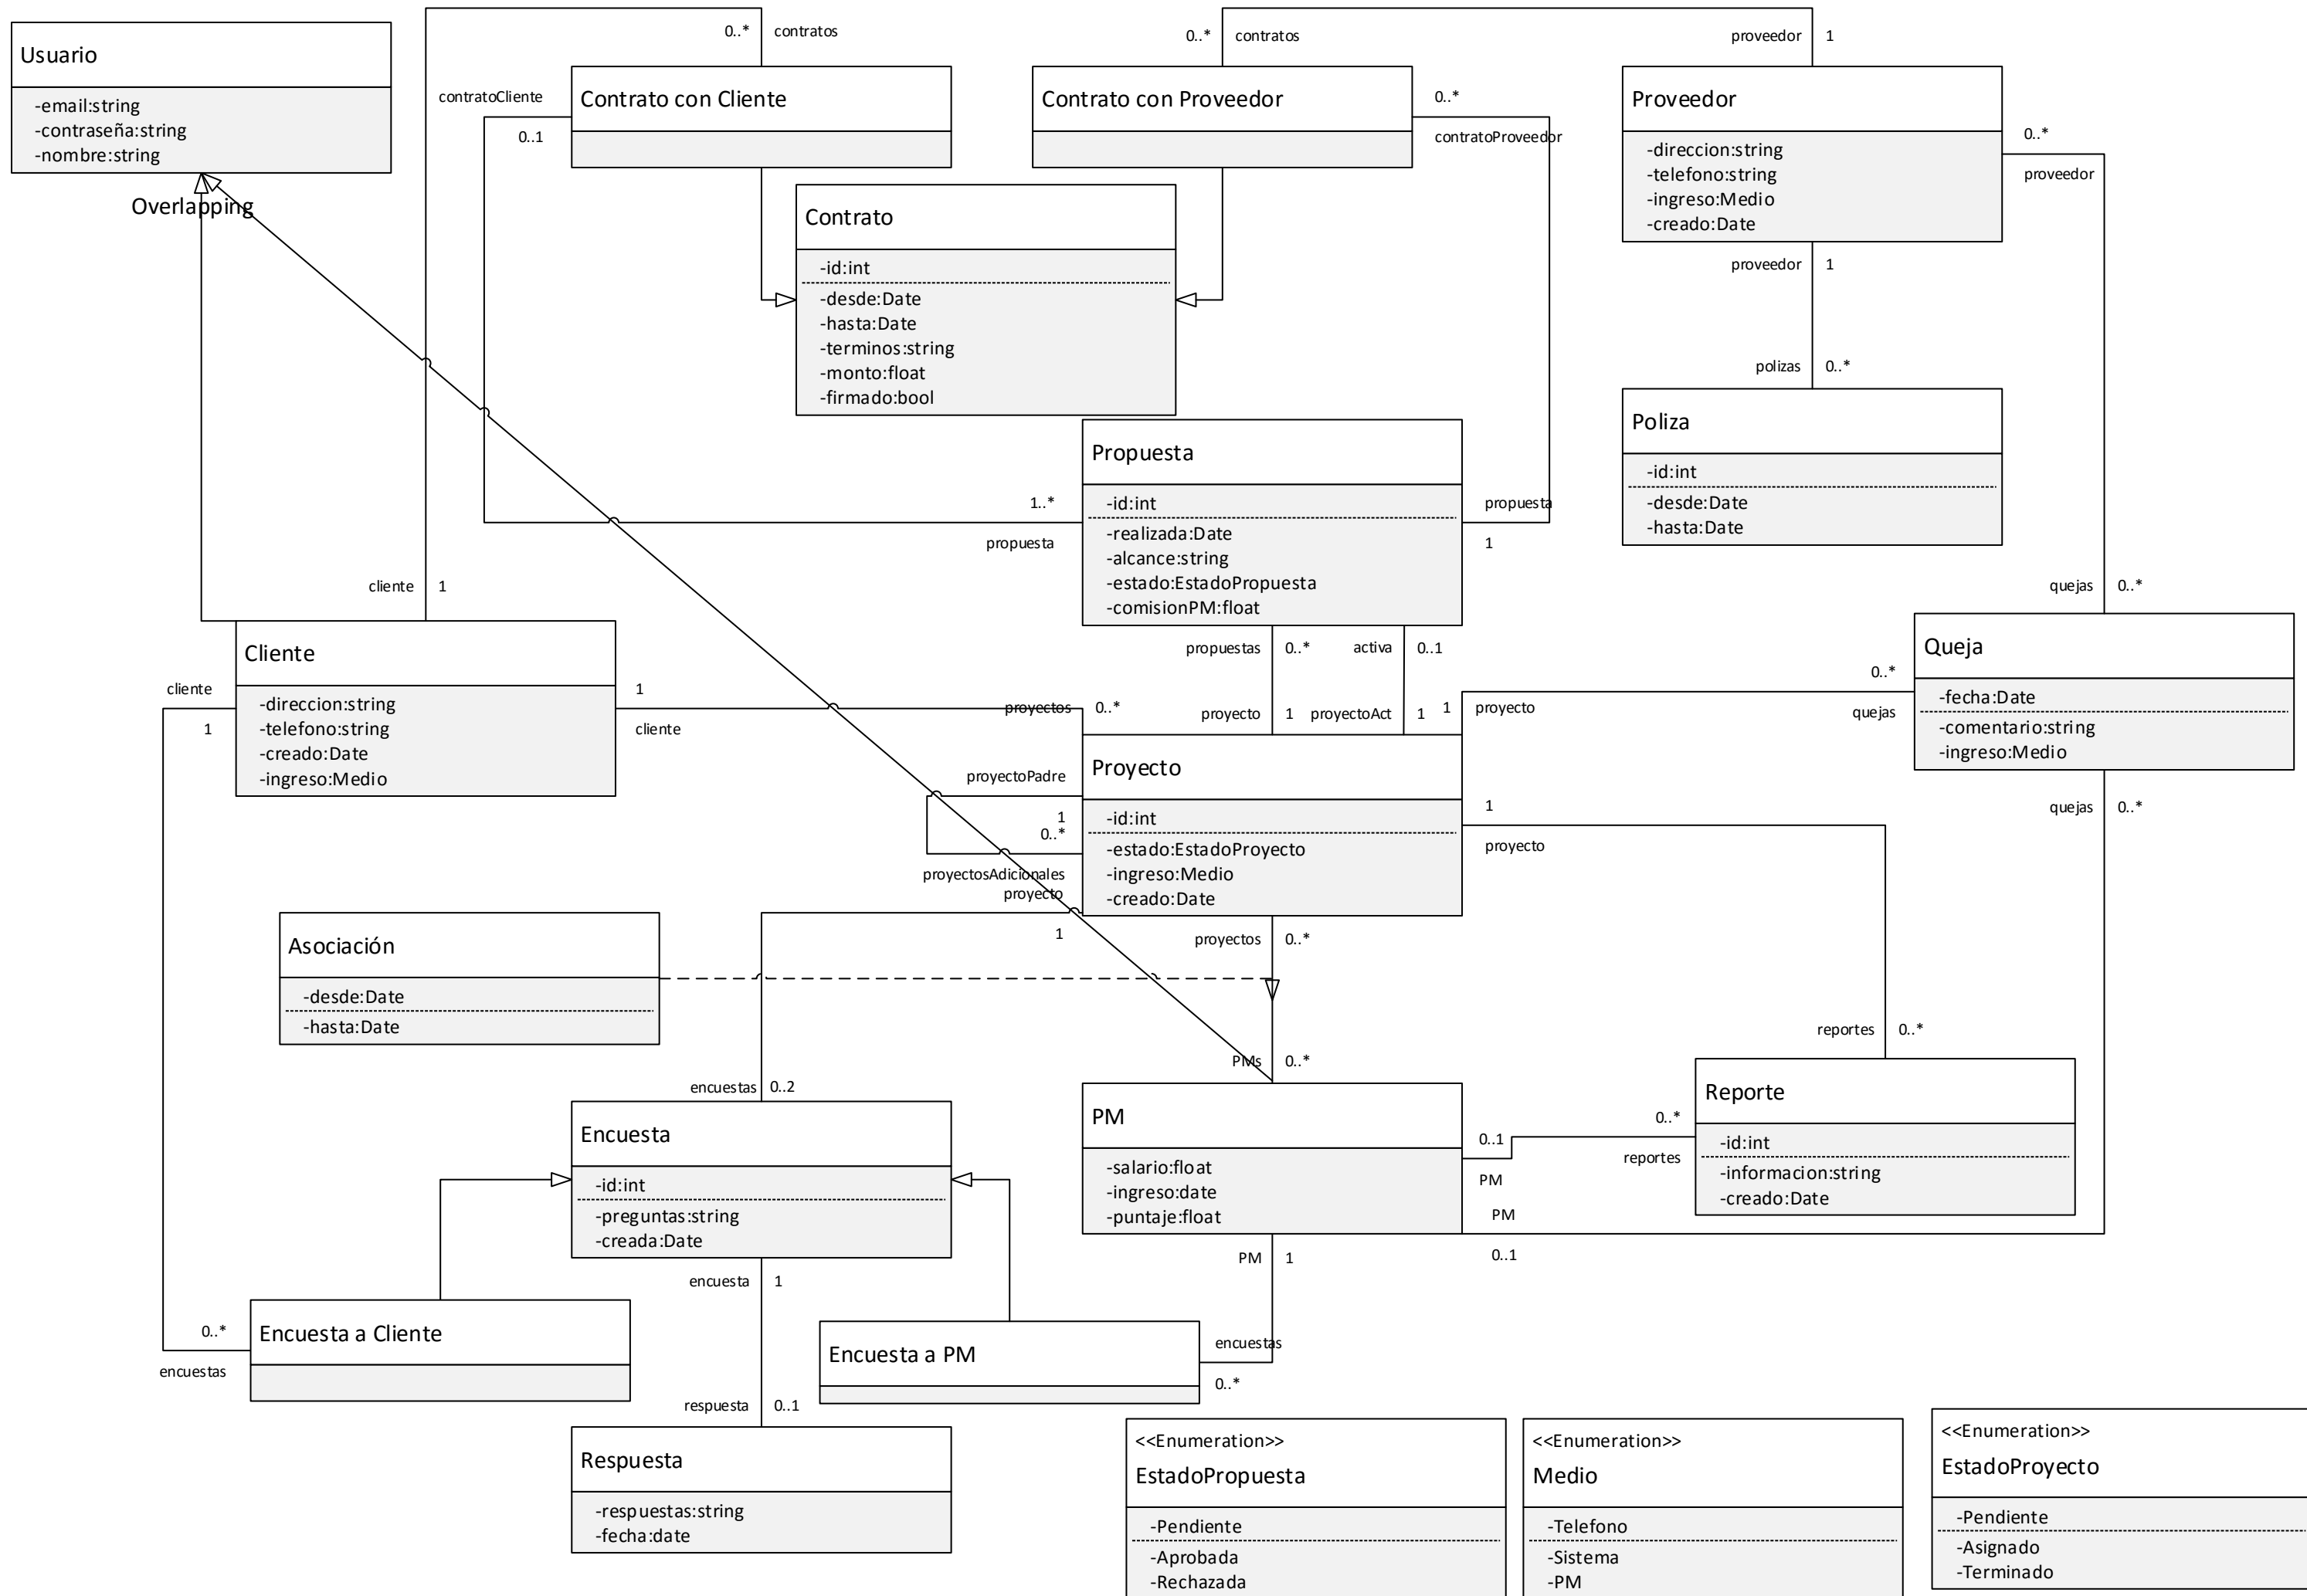 0..* contratos
0..* contratos
proveedor 1
Usuario
-email:string
-contraseña:string
-nombre:string
Overlapping
contratoCliente
0..1
Contrato con Cliente
Contrato con Proveedor
0..*
contratoProveedor
Proveedor
-direccion:string
-telefono:string
-ingreso:Medio
-creado:Date
0..*
proveedor
proveedor 1
Contrato
-id:int
-desde:Date
-hasta:Date
-terminos:string
-monto:float
-firmado:bool
polizas 0..*
Poliza
-id:int
-desde:Date
-hasta:Date
Propuesta
-id:int
-realizada:Date
-alcance:string
-estado:EstadoPropuesta
-comisionPM:float
1..*
propuesta
propuesta
1
cliente 1
quejas 0..*
Cliente
-direccion:string
-telefono:string
-creado:Date
-ingreso:Medio
cliente
1
1
cliente
propuestas 0..* activa 0..1
proyectos 0..*
proyecto 1 proyectoAct 1
1 proyecto
0..*
quejas
Queja
-fecha:Date
-comentario:string
-ingreso:Medio
quejas 0..*
proyectoPadre
1
0..*
proyectosAdicionales
proyecto
1
Proyecto
-id:int
-estado:EstadoProyecto
-ingreso:Medio
-creado:Date
1
proyecto
proyectos 0..*
Asociación
-desde:Date
-hasta:Date
PMs 0..*
reportes 0..*
encuestas 0..2
Encuesta
-id:int
-preguntas:string
-creada:Date
PM
-salario:float
-ingreso:date
-puntaje:float
0..1
PM
0..*
reportes
Reporte
-id:int
-informacion:string
-creado:Date
PM
0..1
PM 1
encuesta 1
Encuesta a Cliente
0..*
encuestas
Encuesta a PM
encuestas
0..*
respuesta 0..1
Respuesta
-respuestas:string
-fecha:date
<<Enumeration>>
EstadoPropuesta
-Pendiente
-Aprobada
-Rechazada
<<Enumeration>>
Medio
-Telefono
-Sistema
-PM
<<Enumeration>>
EstadoProyecto
-Pendiente
-Asignado
-Terminado